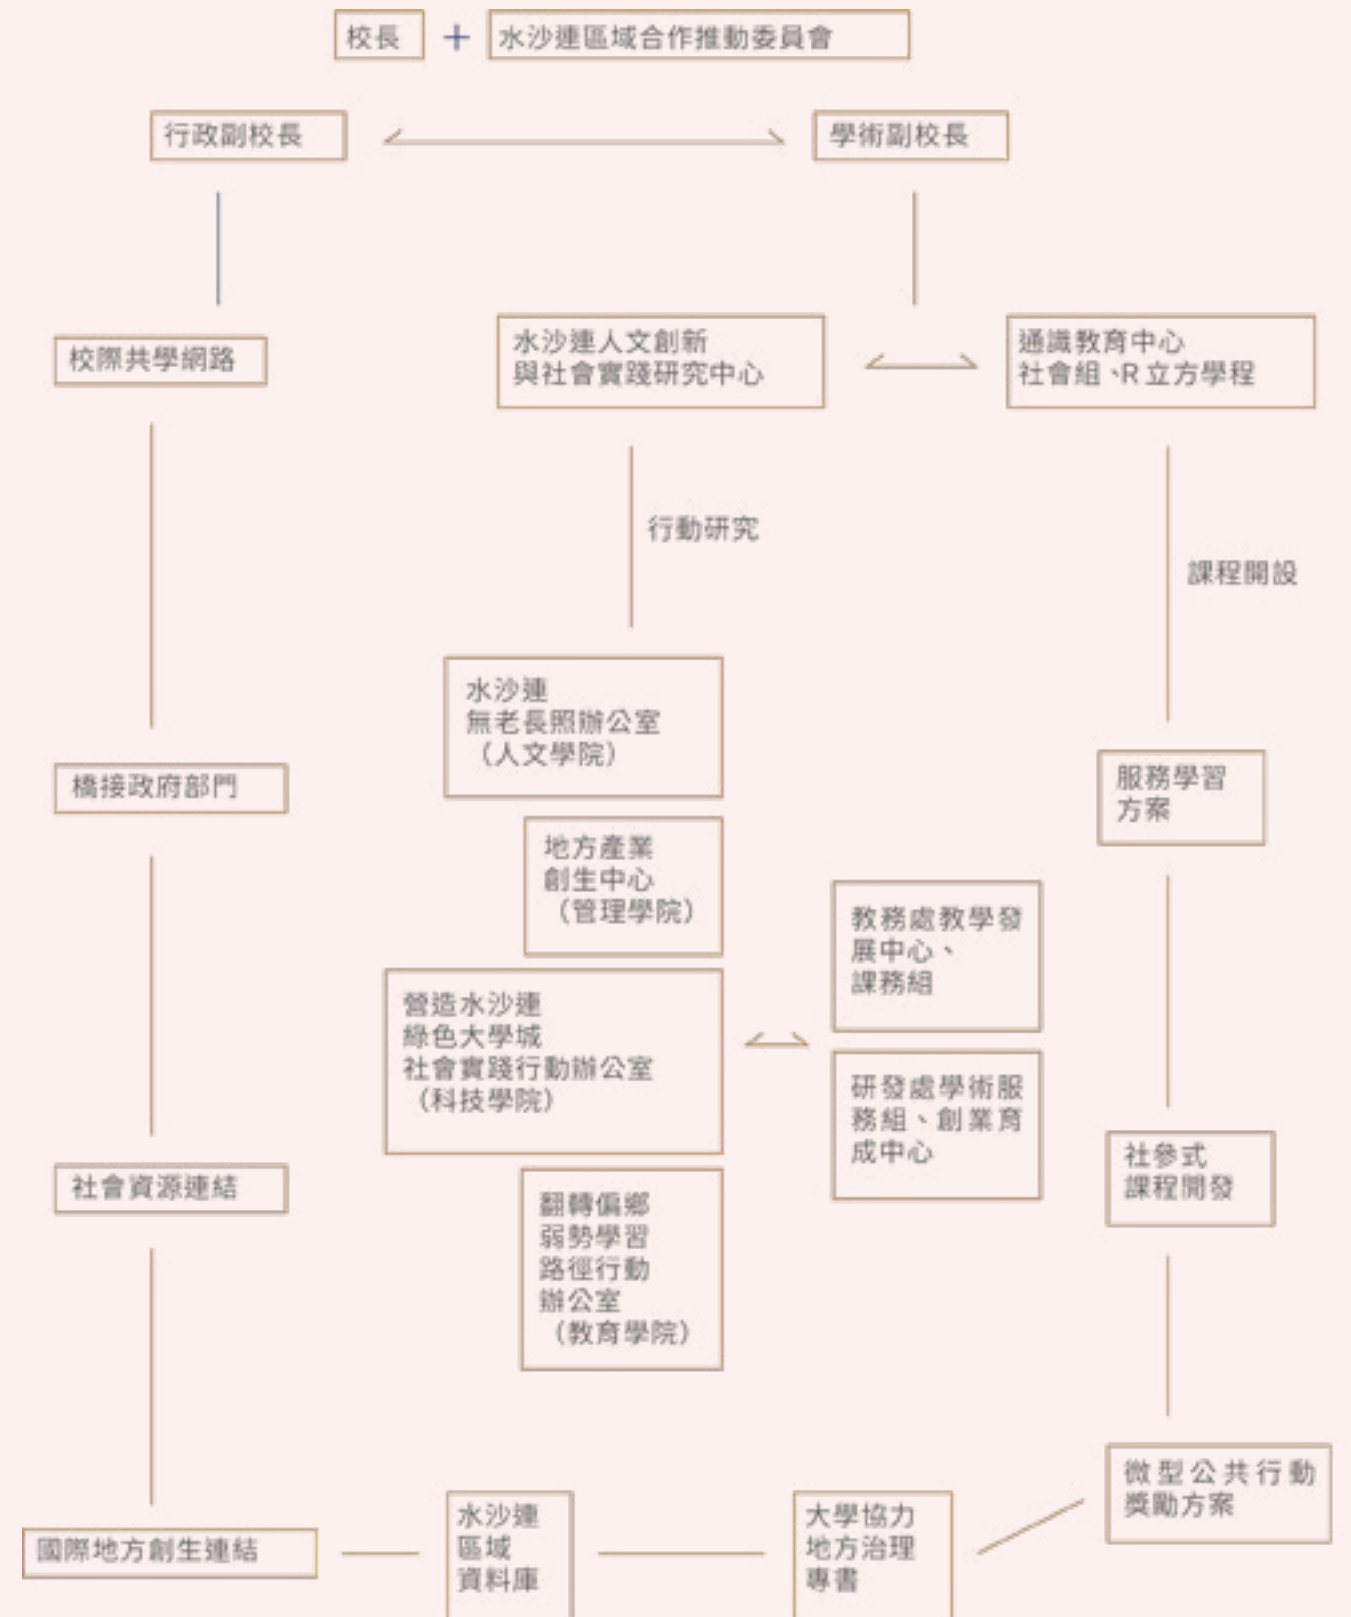 校長
+
水沙連區域合作推動委員會
行政副校長
學術副校長
校際共學網路
水沙連人文創新
與社會實踐研究中心
通識教育中心
社會組、R立方學程
行動研究
課程開設
水沙連
無老長照辦公室
（人文學院）
橋接政府部門
服務學習
方案
地方產業
創生中心
（管理學院）
教務處教學發
展中心、
課務組
營造水沙連
綠色大學城
社會實踐行動辦公室
（科技學院）
研發處學術服
務組、創業育
成中心
社會資源連結
社參式
課程開發
翻轉偏鄉
弱勢學習
路徑行動
辦公室
（教育學院）
微型公共行動
獎勵方案
國際地方創生連結
水沙連
區域
資料庫
大學協力
地方治理
專書